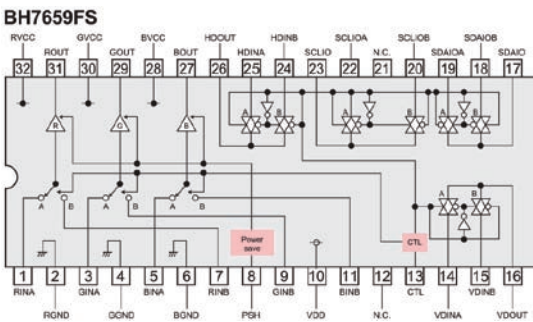 BH7659FS
RVCC GVCC BVCC HDOUT HDINB SCLIO SCLIOB SDAIOB
ROUT GOUT BOUT HDINA SCLIOA N.C. SDAIOA SDAIO
32 31 30 29 28 27 26 25 24 23 22 21 20 19 18 17
R G B
A B A B A B
A B A B A B
A B
Power save
CTL
1 2 3 4 5 6 7 8 9 10 11 12 13 14 15 16
RINA GINA BINA RINB GINB BINB CTL VDINB
RGND GGND BGND PSH VDD N.C. VDINA VDOUT